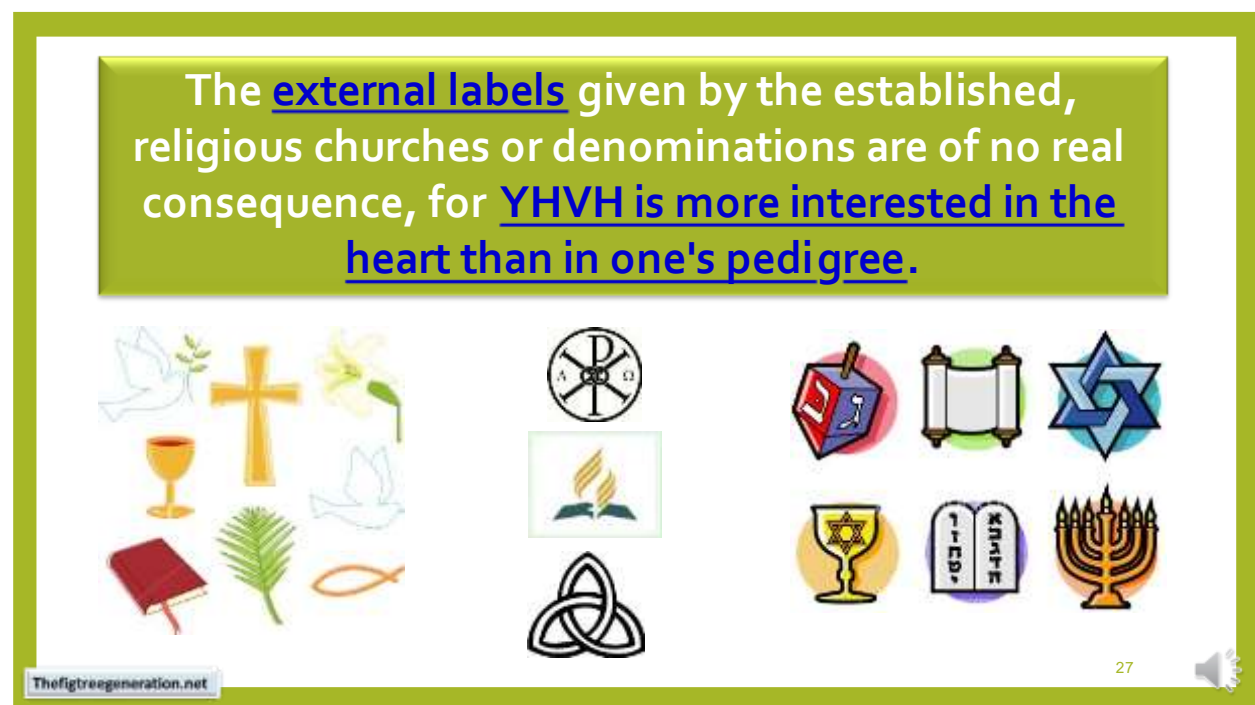 The external labels given by the established,
religious churches or denominations are of no real
consequence, for YHVH is more interested in the
heart than in one's pedigree.
Α Ω
ש ג
ו א
ז ב
ח ג
ט ד
י ה
27
Thefigtreegeneration.net